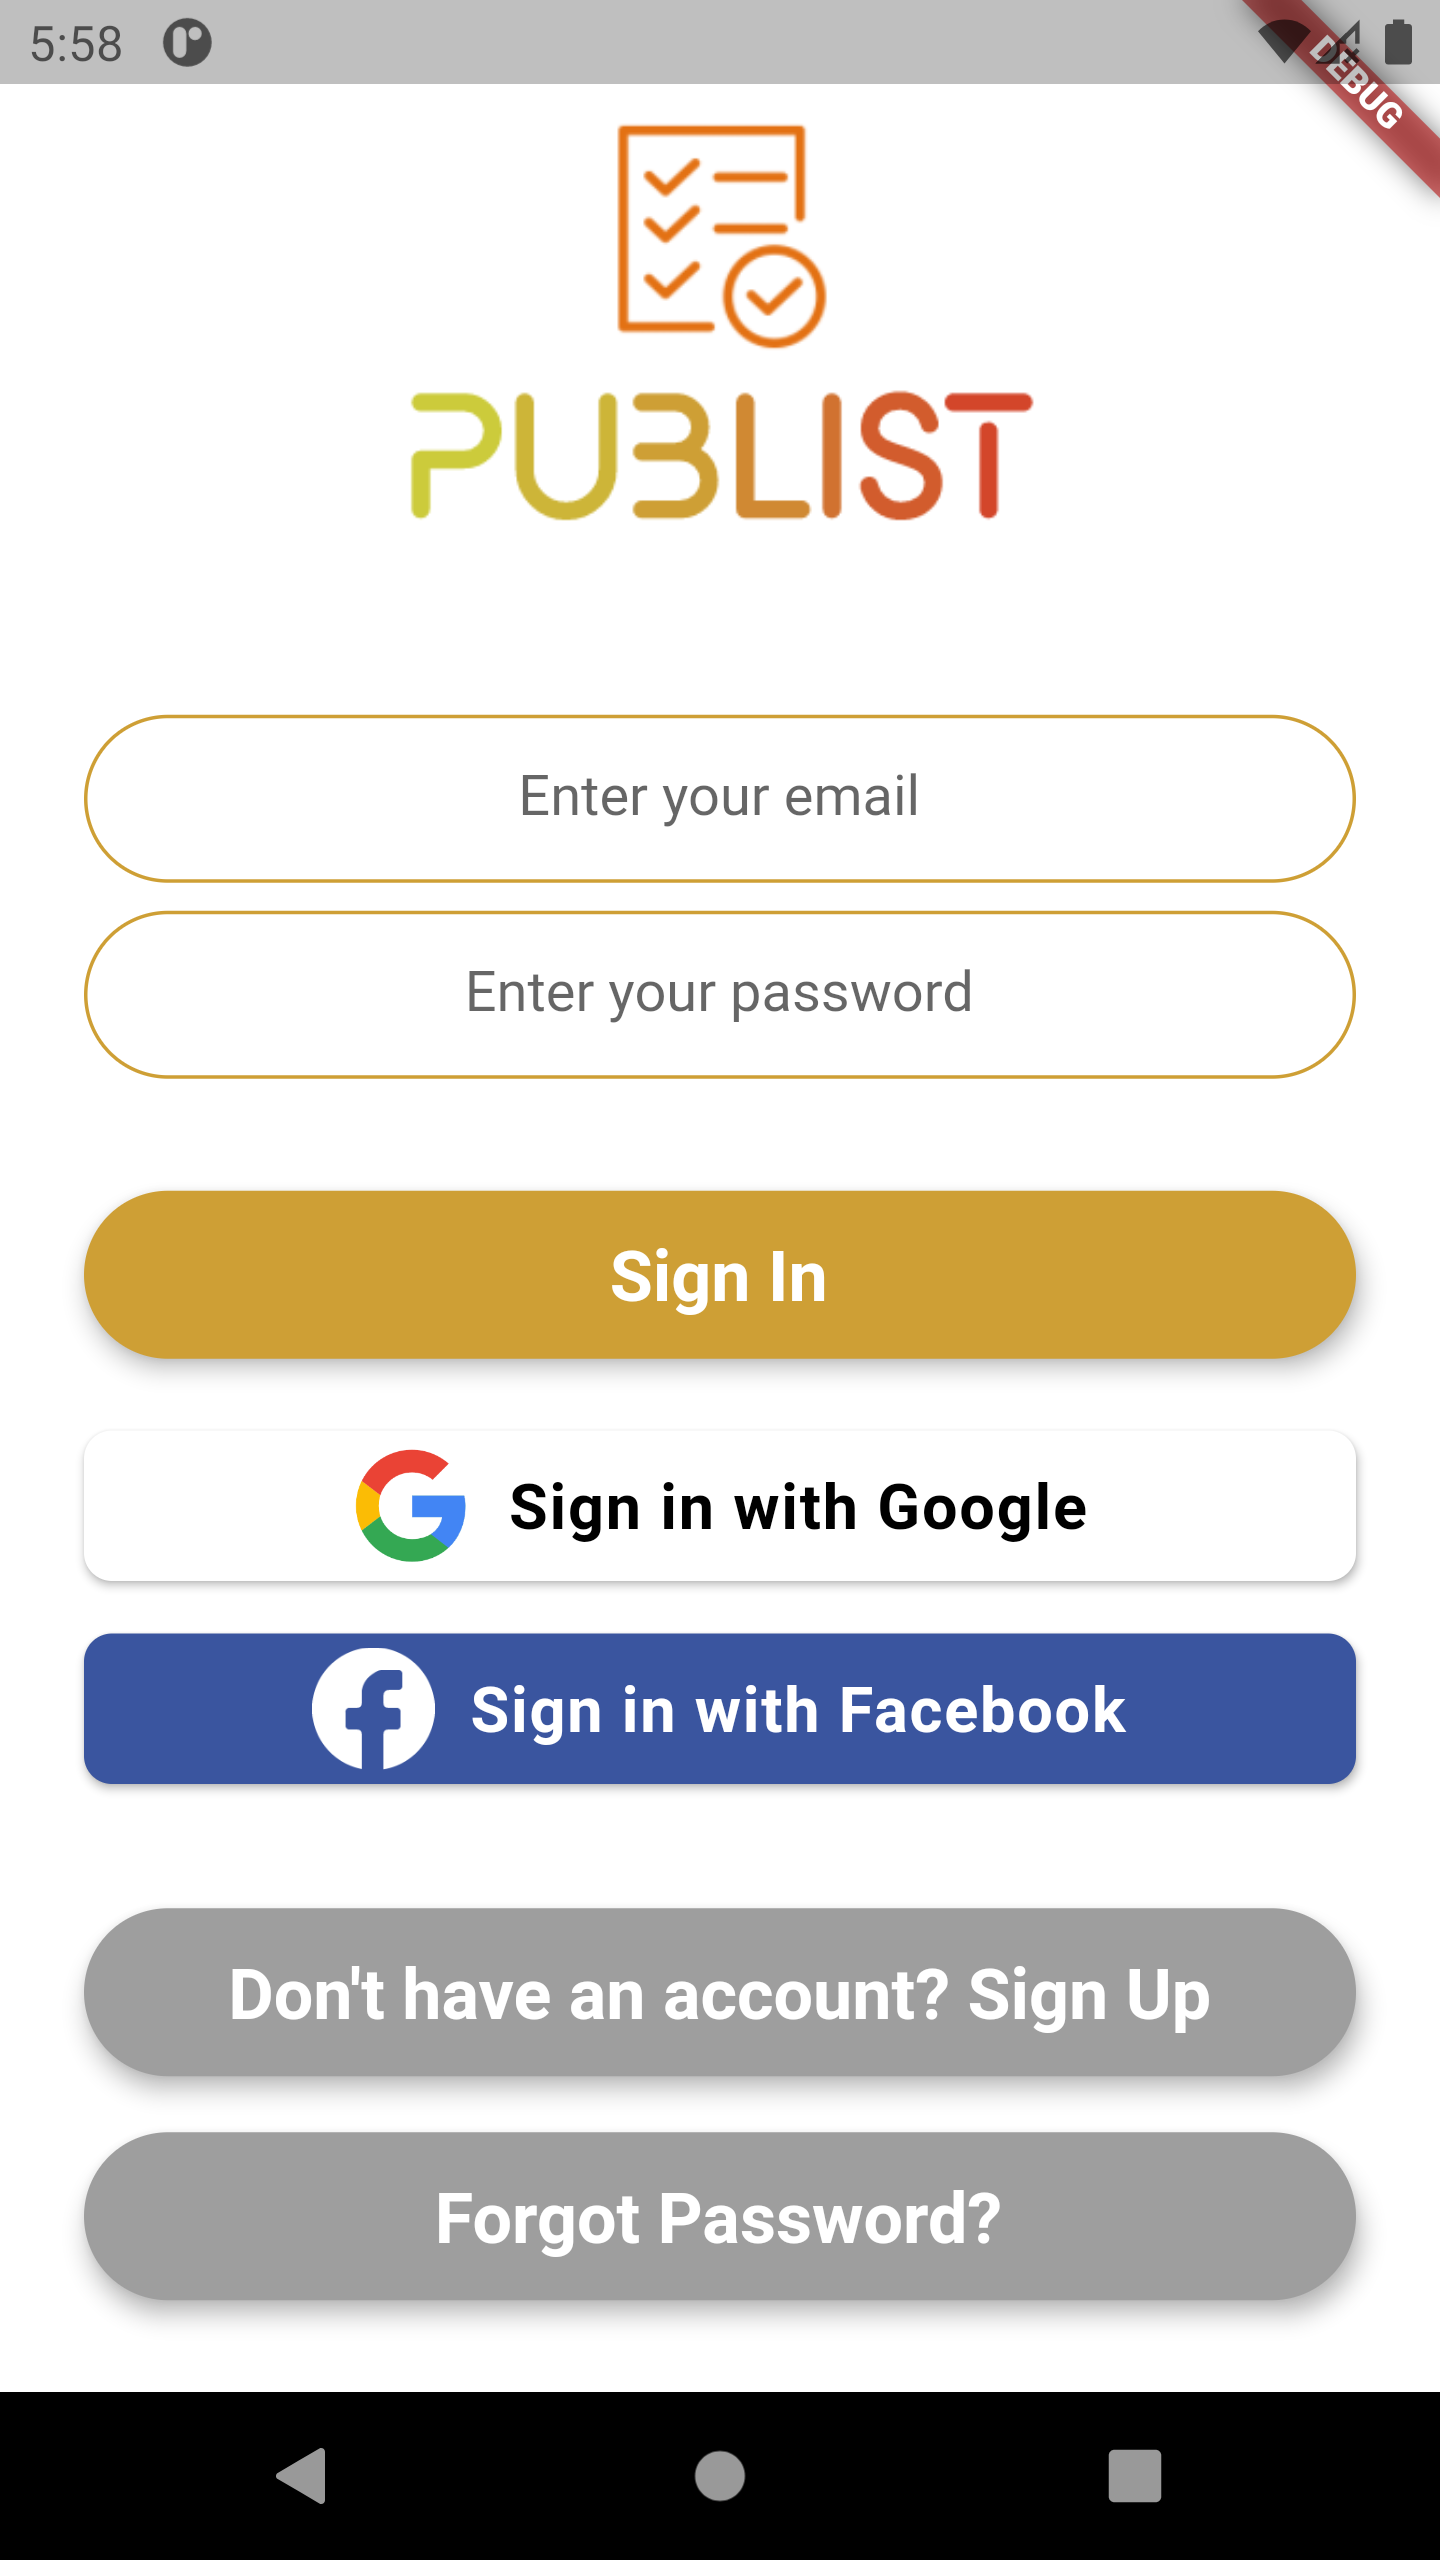 5:58
DEBUG
PUBLIST
Enter your email
Enter your password
Sign In
Sign in with Google
Sign in with Facebook
Don't have an account? Sign Up
Forgot Password?